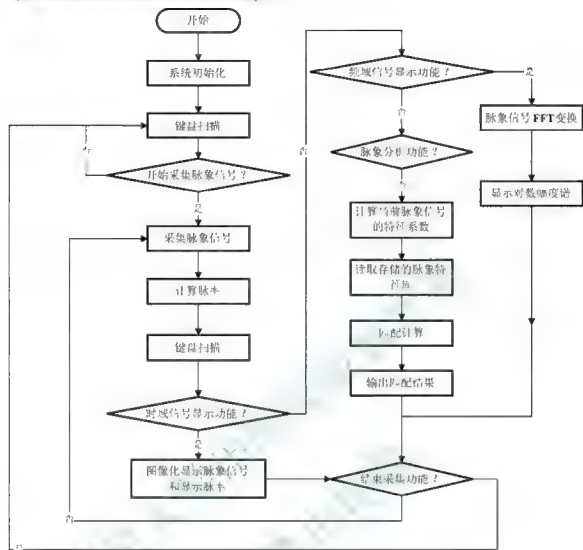 开始
系统初始化
键盘扫描
否
开始采集脉象信号？
是
采集脉象信号
计算脉率
键盘扫描
否
时域信号显示功能？
是
图像化显示脉象信号
和显示脉率
否
是
频域信号显示功能？
是
否
脉象信号FFT变换
脉象分析功能？
显示对数幅度谱
计算当前脉象信号
的特征系数
读取存储的脉象特
征值
匹配计算
输出匹配结果
结束采集功能？